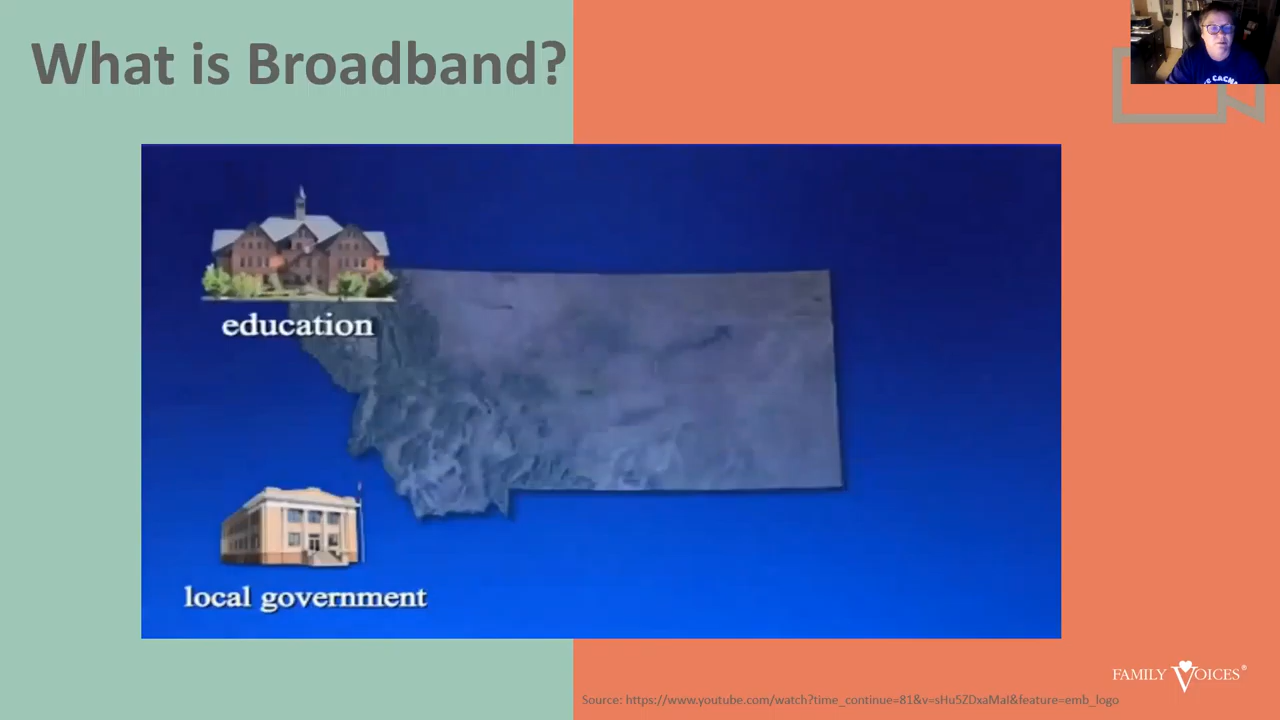 What is Broadband?
education
local government
FAMILY VOICES®
Source: https://www.youtube.com/watch?time_continue=81&v=sHu5ZDxaMaI&feature=emb_logo